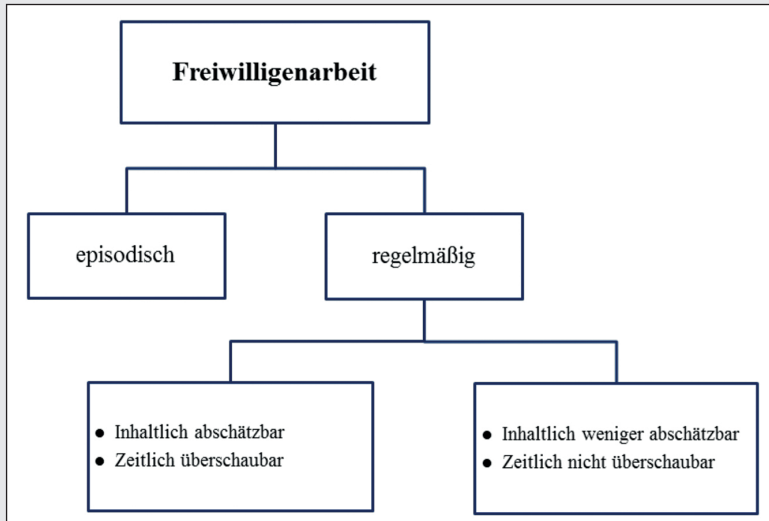 Freiwilligenarbeit
episodisch
regelmäßig
● Inhaltlich abschätzbar
● Zeitlich überschaubar
● Inhaltlich weniger abschätzbar
● Zeitlich nicht überschaubar